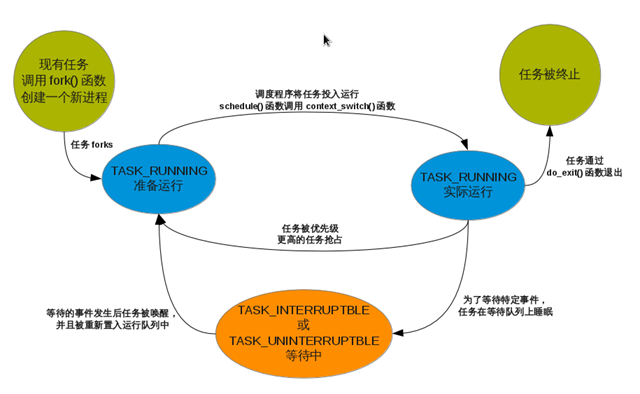 现有任务
调用 fork() 函数
创建一个新进程
任务被终止
调度程序将任务投入运行
schedule() 函数调用 context_switch() 函数
任务 forks
任务通过
do_exit() 函数退出
TASK_RUNNING
准备运行
TASK_RUNNING
实际运行
任务被优先级
更高的任务抢占
等待的事件发生后任务被唤醒，
并且被重新置入运行队列中
TASK_INTERRUPTBLE
或
TASK_UNINTERRUPTBLE
等待中
为了等待特定事件，
任务在等待队列上睡眠